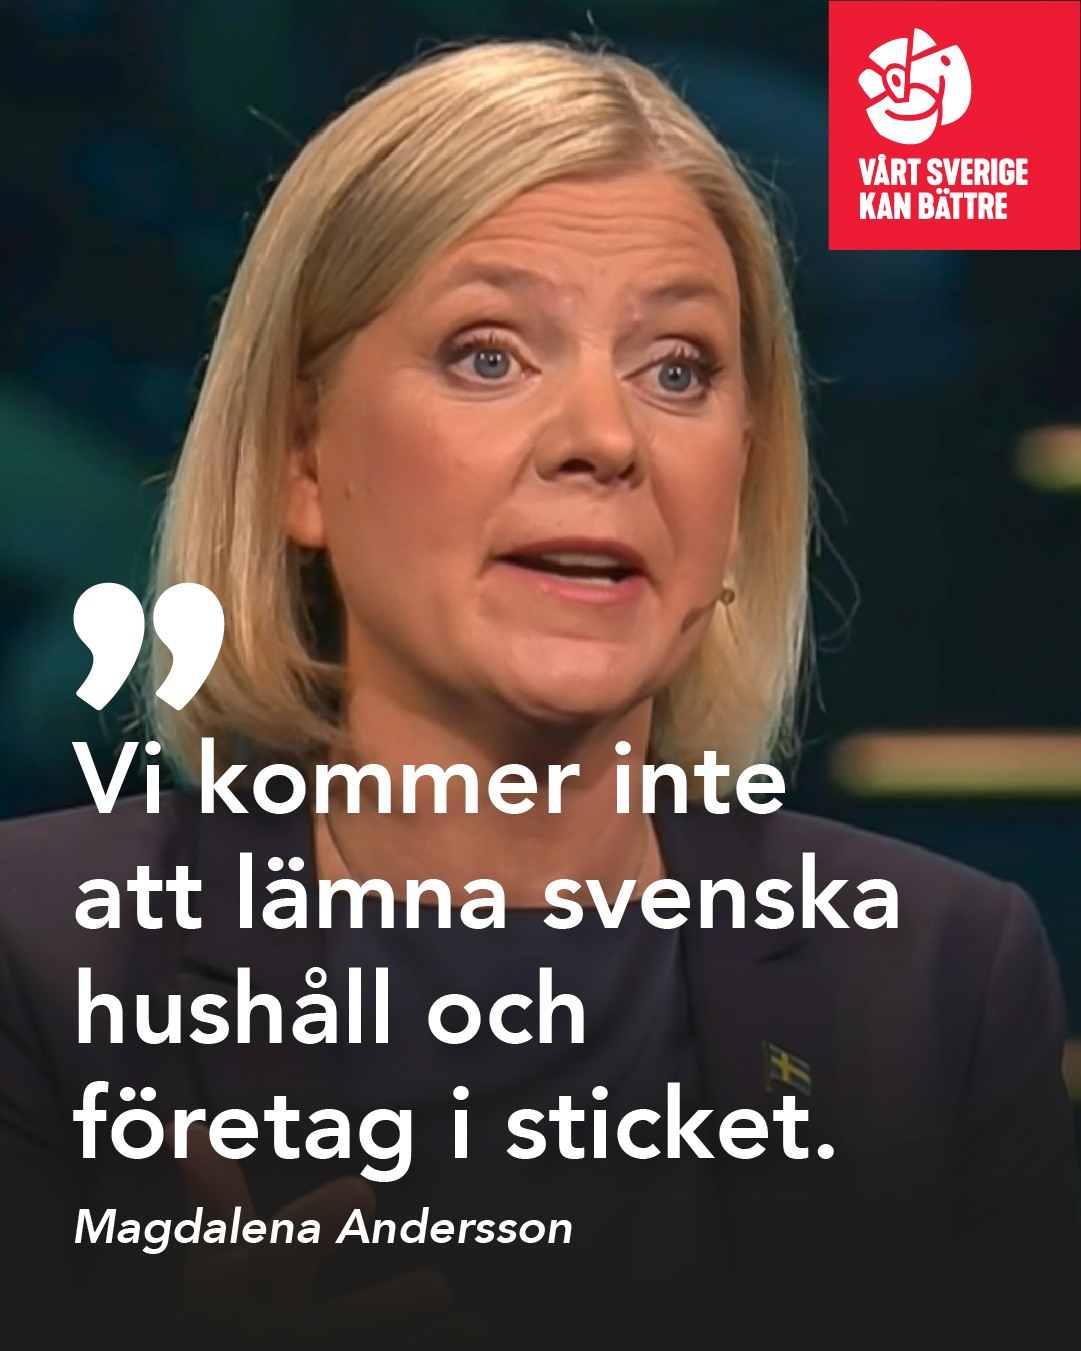 VÅRT SVERIGE
KAN BÄTTRE
”
Vi kommer inte
att lämna svenska
hushåll och
företag i sticket.
Magdalena Andersson